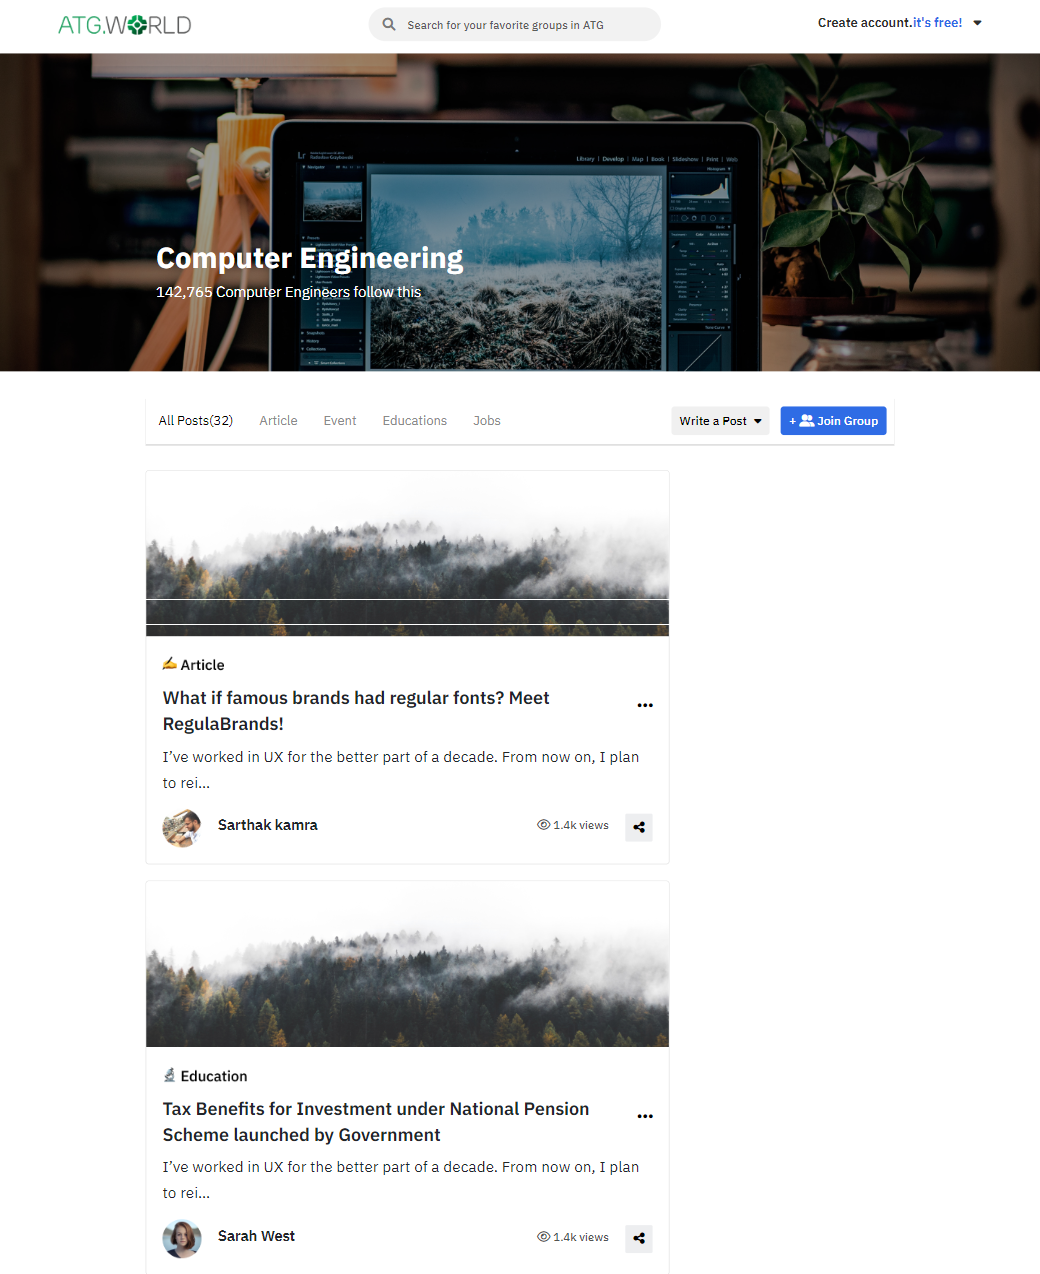 ATG.WORLD
Search for your favorite groups in ATG
Create account.it's free!
Library | Develop | Map | Book | Slideshow | Print | Web
Computer Engineering
142,765 Computer Engineers follow this
All Posts(32) Article Event Educations Jobs
Write a Post
+ Join Group
✍️ Article
What if famous brands had regular fonts? Meet
RegulaBrands!
I’ve worked in UX for the better part of a decade. From now on, I plan
to rei...
Sarthak kamra
1.4k views
🔬 Education
Tax Benefits for Investment under National Pension
Scheme launched by Government
I’ve worked in UX for the better part of a decade. From now on, I plan
to rei...
Sarah West
1.4k views